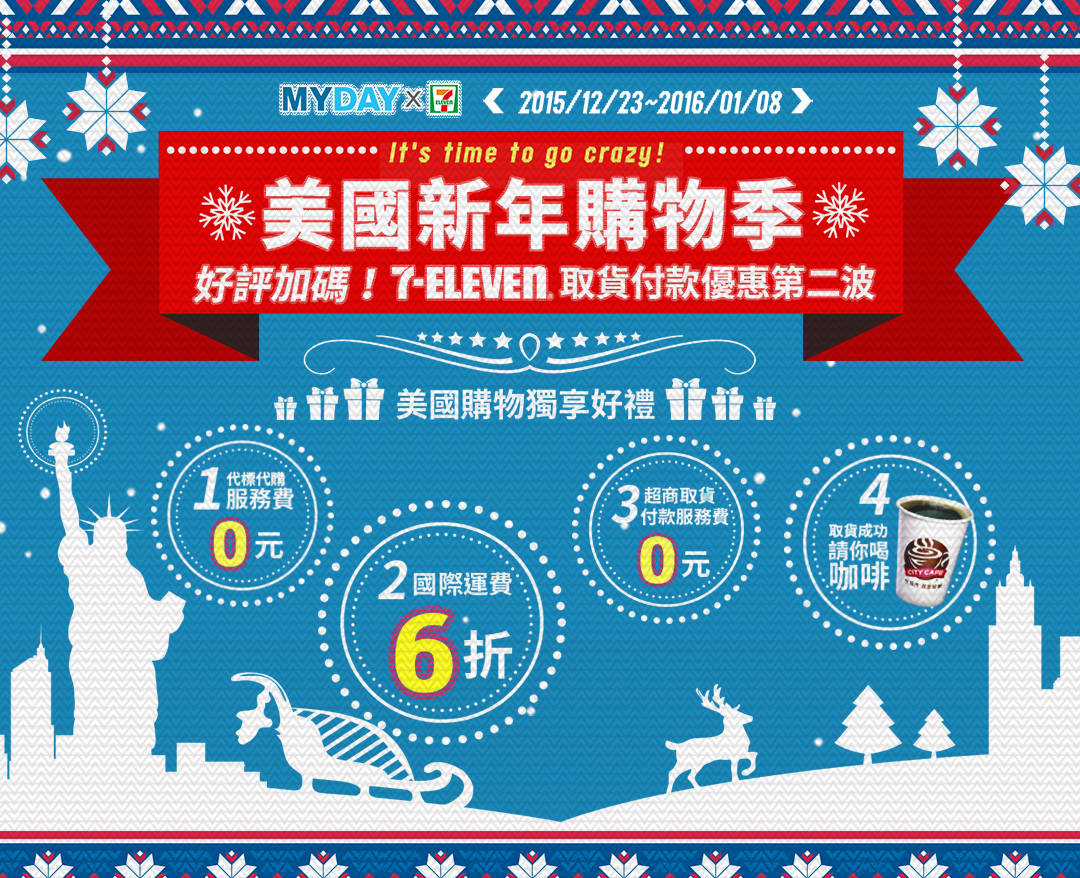 MYDAY x 7 ELEVEN 2015/12/23~2016/01/08
It's time to go crazy!
美國新年購物季
好評加碼！7-ELEVEN 取貨付款優惠第二波
美國購物獨享好禮
1 代標代購
服務費
0元
2 國際運費
6折
3 超商取貨
付款服務費
0元
4
取貨成功
請你喝
咖啡
CITY CAFE